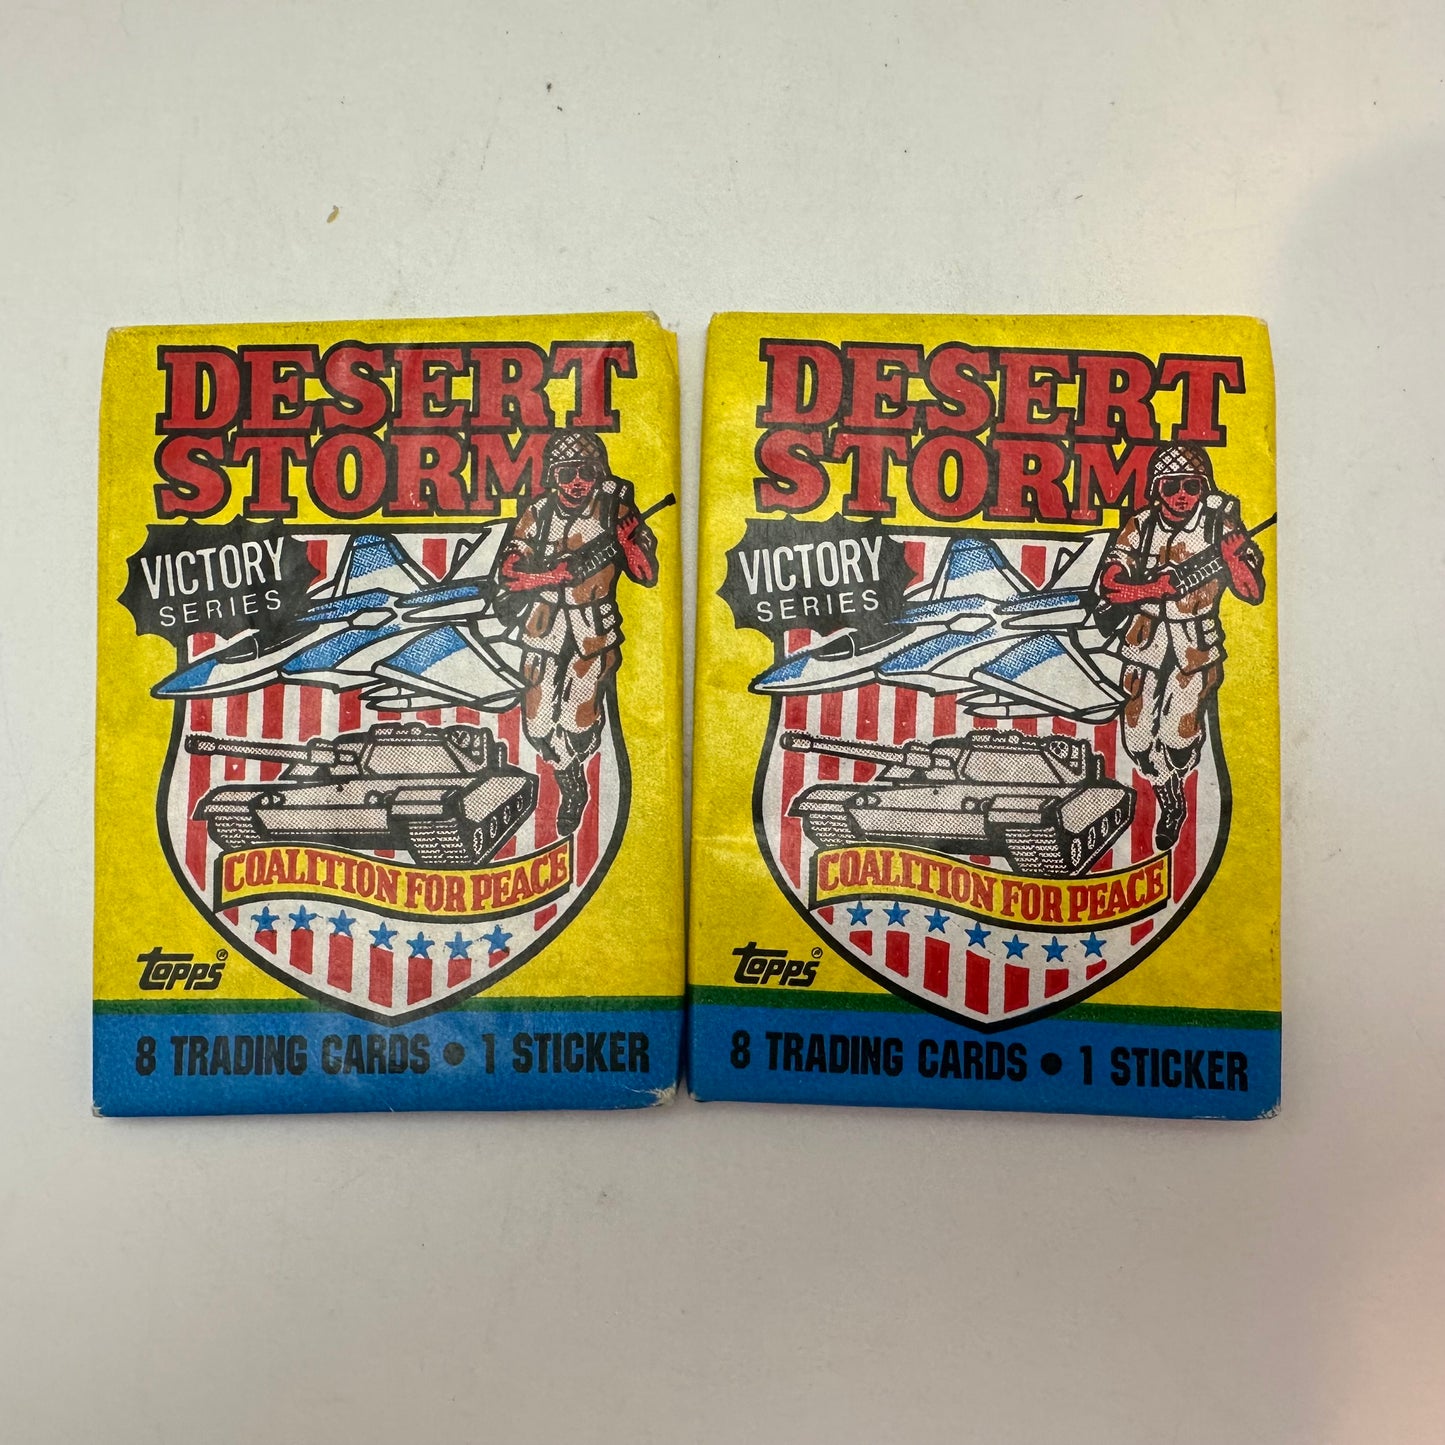 DESERT
STORM
VICTORY
SERIES
COALITION FOR PEACE
topps®
8 TRADING CARDS • 1 STICKER
DESERT
STORM
VICTORY
SERIES
COALITION FOR PEACE
topps®
8 TRADING CARDS • 1 STICKER